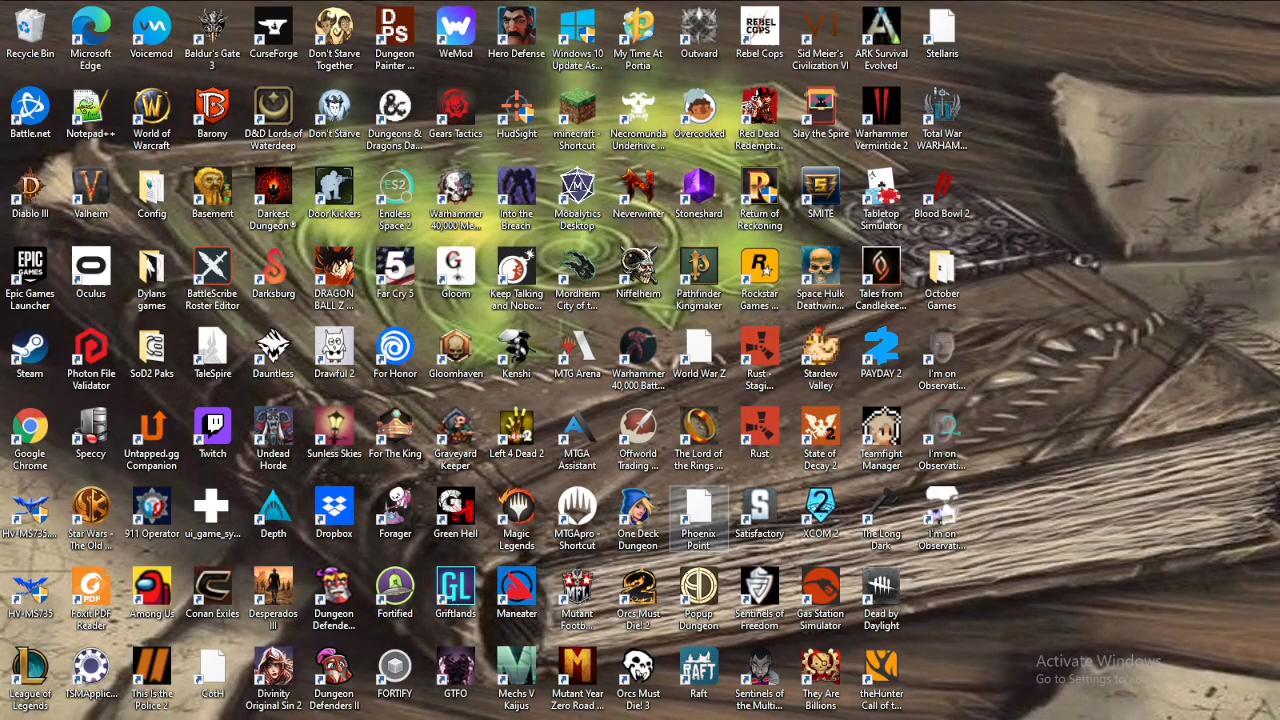 Recycle Bin
Microsoft Edge
Voicemod
Baldur's Gate 3
CurseForge
Don't Starve Together
Dungeon Painter ...
WeMod
Hero Defense
Windows 10 Update As...
My Time At Portia
Outward
Rebel Cops
Sid Meier's Civilization VI
ARK Survival Evolved
Stellaris
Battle.net
Notepad++
World of Warcraft
Barony
D&D Lords of Waterdeep
Don't Starve
Dungeons & Dragons Da...
Gears Tactics
HudSight
minecraft - Shortcut
Necromunda Underhive ...
Overcooked
Red Dead Redempti...
Slay the Spire
Warhammer Vermintide 2
Total War WARHAM...
Diablo III
Valheim
Config
Basement
Darkest Dungeon ®
Door Kickers
Endless Space 2
Warhammer 40,000 Me...
Into the Breach
Mobalytics Desktop
Neverwinter
Stoneshard
Return of Reckoning
SMITE
Tabletop Simulator
Blood Bowl 2
Epic Games Launcher
Oculus
Dylans games
BattleScribe Roster Editor
Darksburg
DRAGON BALL Z ...
Far Cry 5
Gloom
Keep Talking and Nobo...
Mordheim City of t...
Niffelheim
Pathfinder Kingmaker
Rockstar Games ...
Space Hulk Deathwin...
Tales from Candlekee...
October Games
Steam
Photon File Validator
SoD2 Paks
TaleSpire
Dauntless
Drawful 2
For Honor
Gloomhaven
Kenshi
MTG Arena
Warhammer 40,000 Batt...
World War Z
Rust - Stagi...
Stardew Valley
PAYDAY 2
I'm on Observati...
Google Chrome
Speccy
Untapped.gg Companion
Twitch
Undead Horde
Sunless Skies
For The King
Graveyard Keeper
Left 4 Dead 2
MTGA Assistant
Offworld Trading ...
The Lord of the Rings ...
Rust
State of Decay 2
Teamfight Manager
I'm on Observati...
HV-MS735....
Star Wars - The Old ...
911 Operator
ui_game_sy...
Depth
Dropbox
Forager
Green Hell
Magic Legends
MTGApro - Shortcut
One Deck Dungeon
Phoenix Point
Satisfactory
XCOM 2
The Long Dark
I'm on Observati...
HV-MS735
Foxit PDF Reader
Among Us
Conan Exiles
Desperados III
Dungeon Defende...
Fortified
Griftlands
Maneater
Mutant Footb...
Orcs Must Die! 2
Popup Dungeon
Sentinels of Freedom
Gas Station Simulator
Dead by Daylight
League of Legends
TSMApplic...
This Is the Police 2
CotH
Divinity Original Sin 2
Dungeon Defenders II
FORTIFY
GTFO
Mechs V Kaijus
Mutant Year Zero Road ...
Orcs Must Die! 3
Raft
Sentinels of the Multi...
They Are Billions
theHunter Call of t...
Activate Windows
Go to Settings to